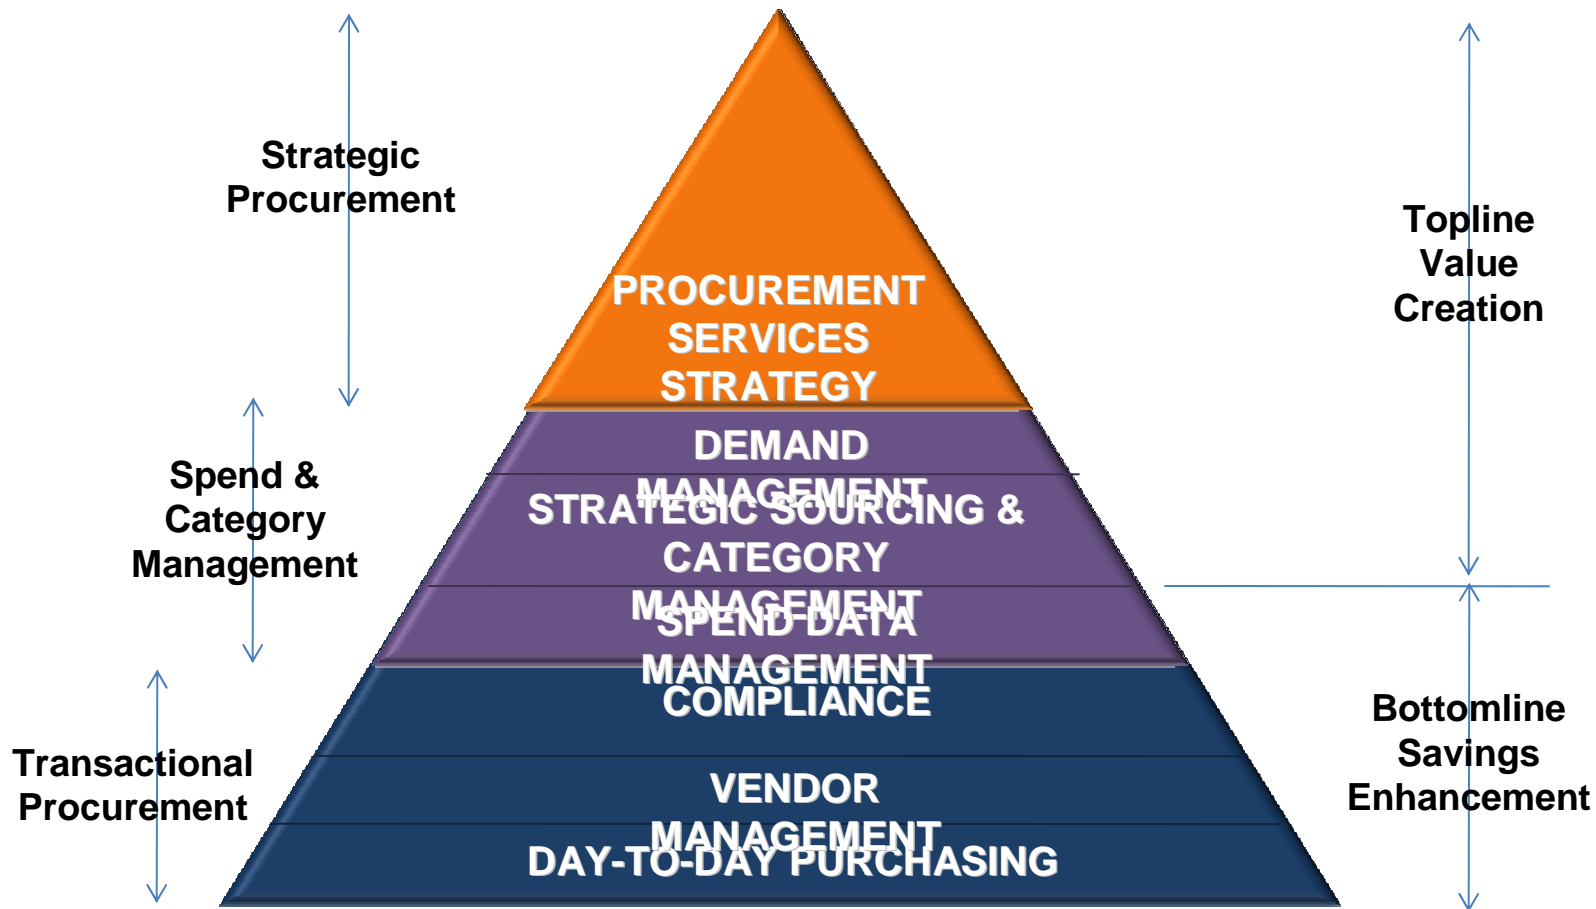 Strategic
Procurement
Topline
Value
Creation
PROCUREMENT
SERVICES
STRATEGY
Spend &
Category
Management
DEMAND
MANAGEMENT
STRATEGIC SOURCING &
CATEGORY
MANAGEMENT
SPEND DATA
MANAGEMENT
Transactional
Procurement
COMPLIANCE
VENDOR
MANAGEMENT
DAY-TO-DAY PURCHASING
Bottomline
Savings
Enhancement